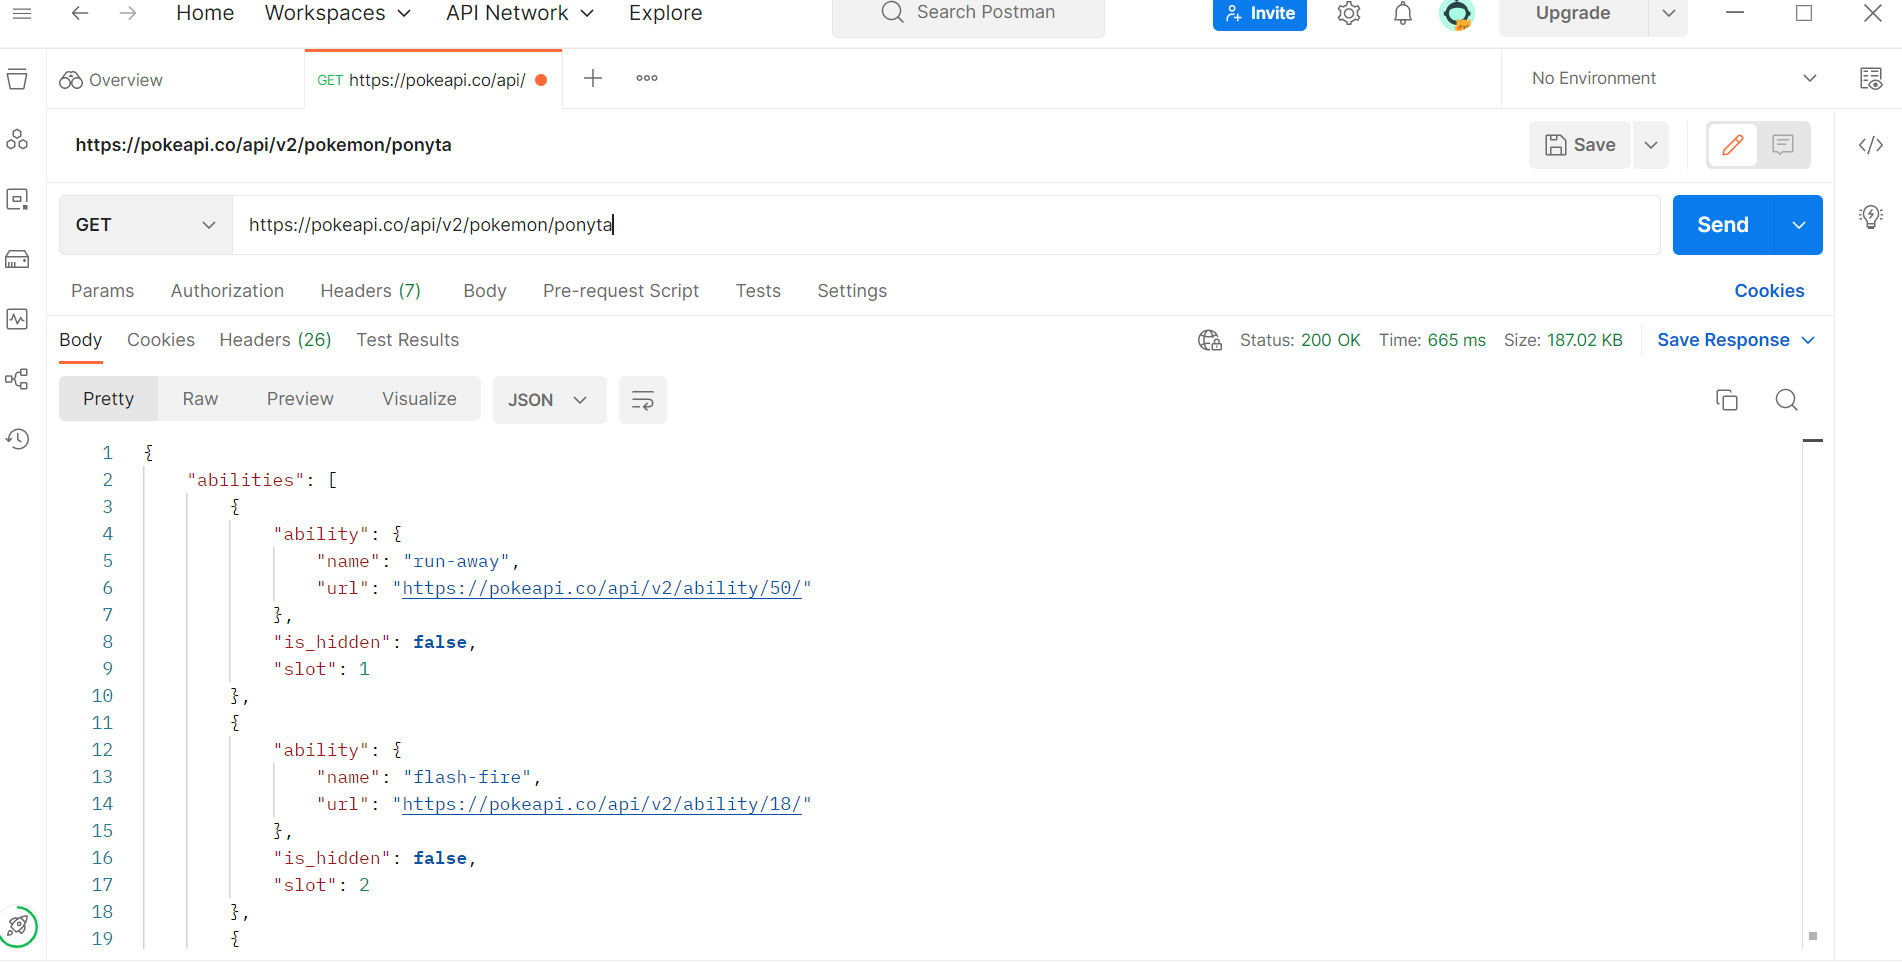 Home Workspaces API Network Explore Search Postman Invite Upgrade
Overview GET https://pokeapi.co/api/ No Environment
https://pokeapi.co/api/v2/pokemon/ponyta Save
GET https://pokeapi.co/api/v2/pokemon/ponyta Send
Params Authorization Headers (7) Body Pre-request Script Tests Settings Cookies
Body Cookies Headers (26) Test Results Status: 200 OK Time: 665 ms Size: 187.02 KB Save Response
Pretty Raw Preview Visualize JSON
1 {
2 "abilities": [
3 {
4 "ability": {
5 "name": "run-away",
6 "url": "https://pokeapi.co/api/v2/ability/50/"
7 },
8 "is_hidden": false,
9 "slot": 1
10 },
11 {
12 "ability": {
13 "name": "flash-fire",
14 "url": "https://pokeapi.co/api/v2/ability/18/"
15 },
16 "is_hidden": false,
17 "slot": 2
18 },
19 {